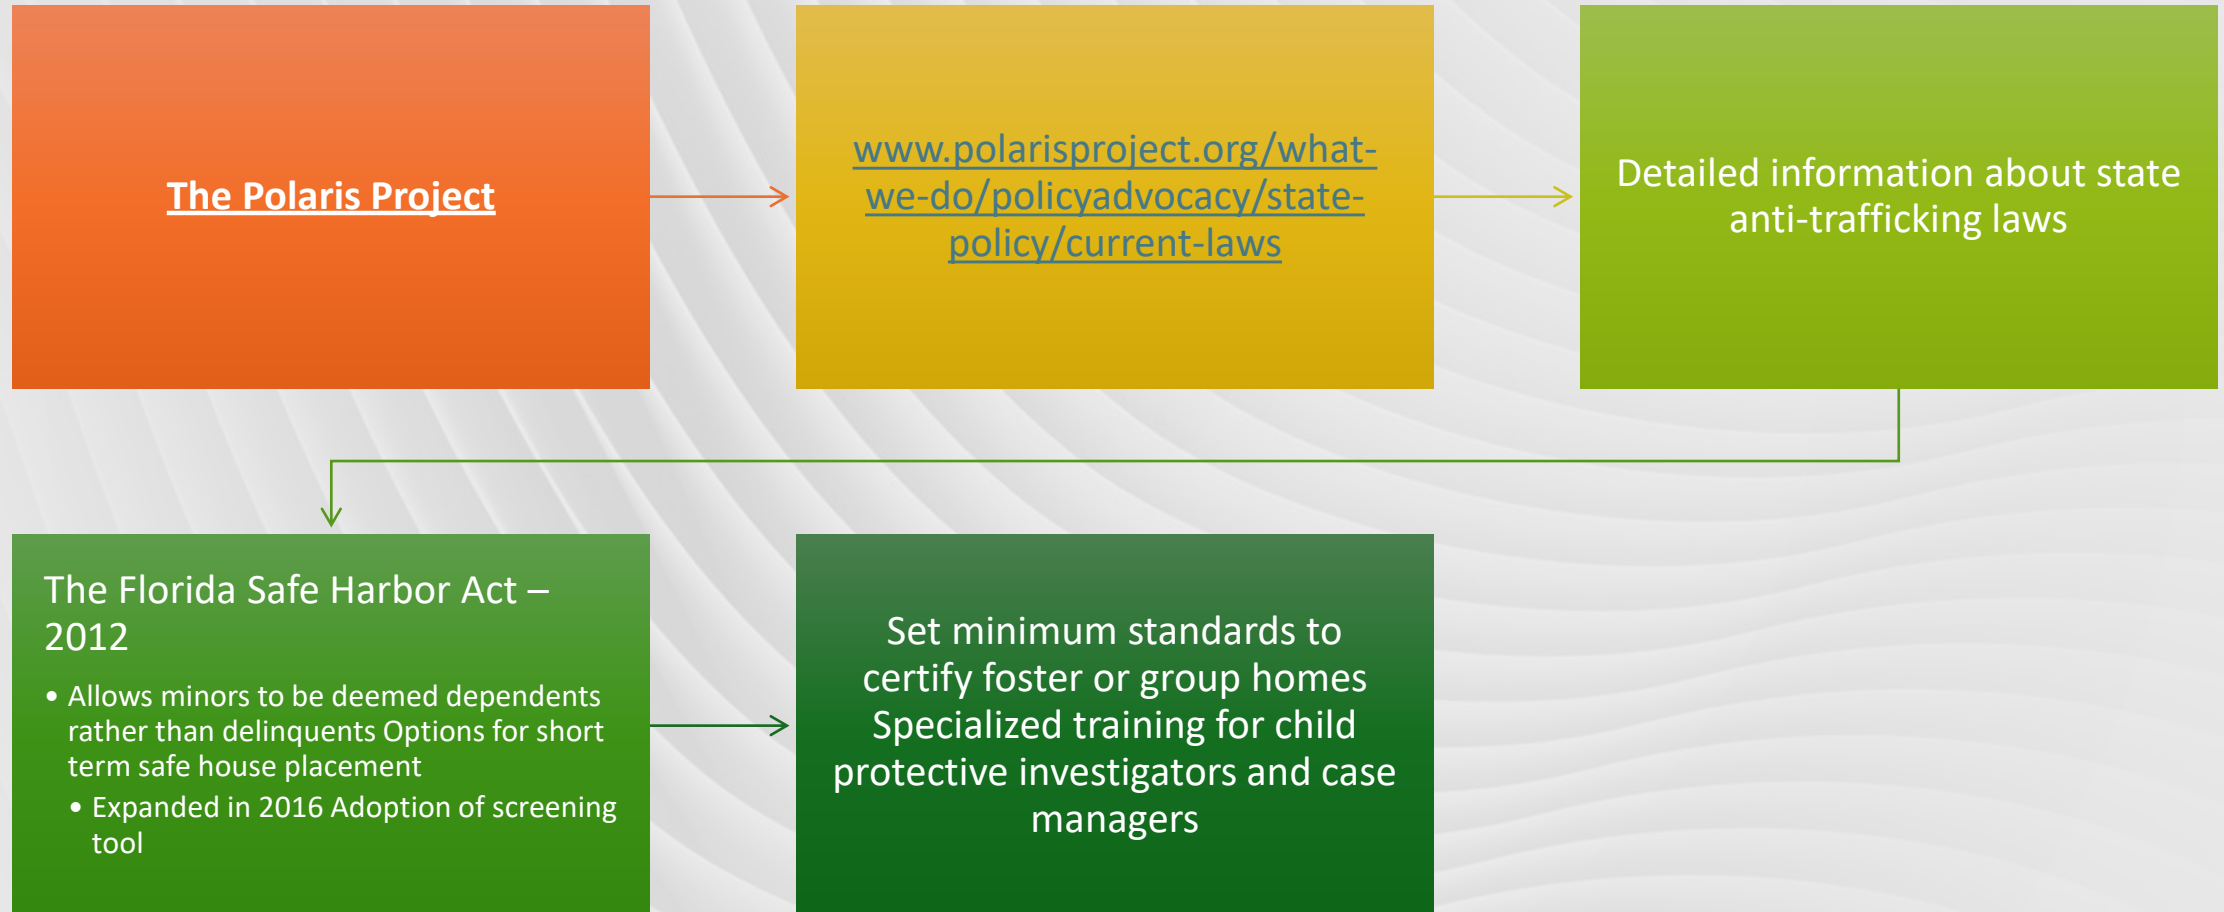 The Polaris Project
www.polarisproject.org/what-
we-do/policyadvocacy/state-
policy/current-laws
Detailed information about state
anti-trafficking laws
The Florida Safe Harbor Act –
2012
• Allows minors to be deemed dependents
rather than delinquents Options for short
term safe house placement
• Expanded in 2016 Adoption of screening
tool
Set minimum standards to
certify foster or group homes
Specialized training for child
protective investigators and case
managers